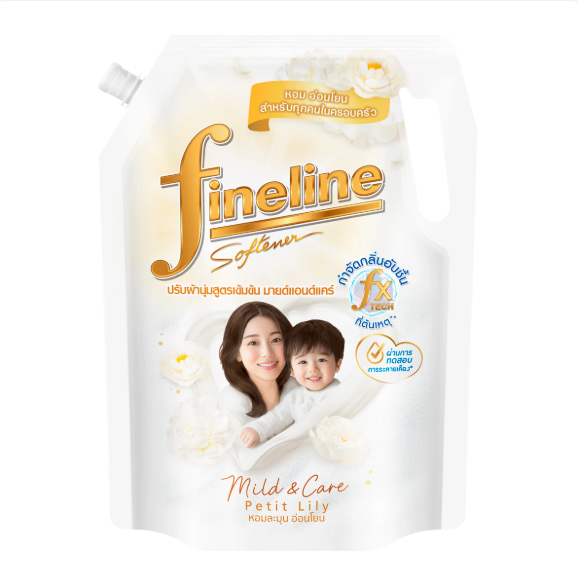 หอม อ่อนโยน
สำหรับทุกคนในครอบครัว
fineline
Softener
ปรับผ้านุ่มสูตรเข้มข้น มายด์แอนด์แคร์
กำจัดกลิ่นอับชื้น
fx
TECH
ที่ต้นเหตุ**
ผ่านการ
ทดสอบ
การระคายเคือง*
Mild & Care
Petit Lily
หอมละมุน อ่อนโยน